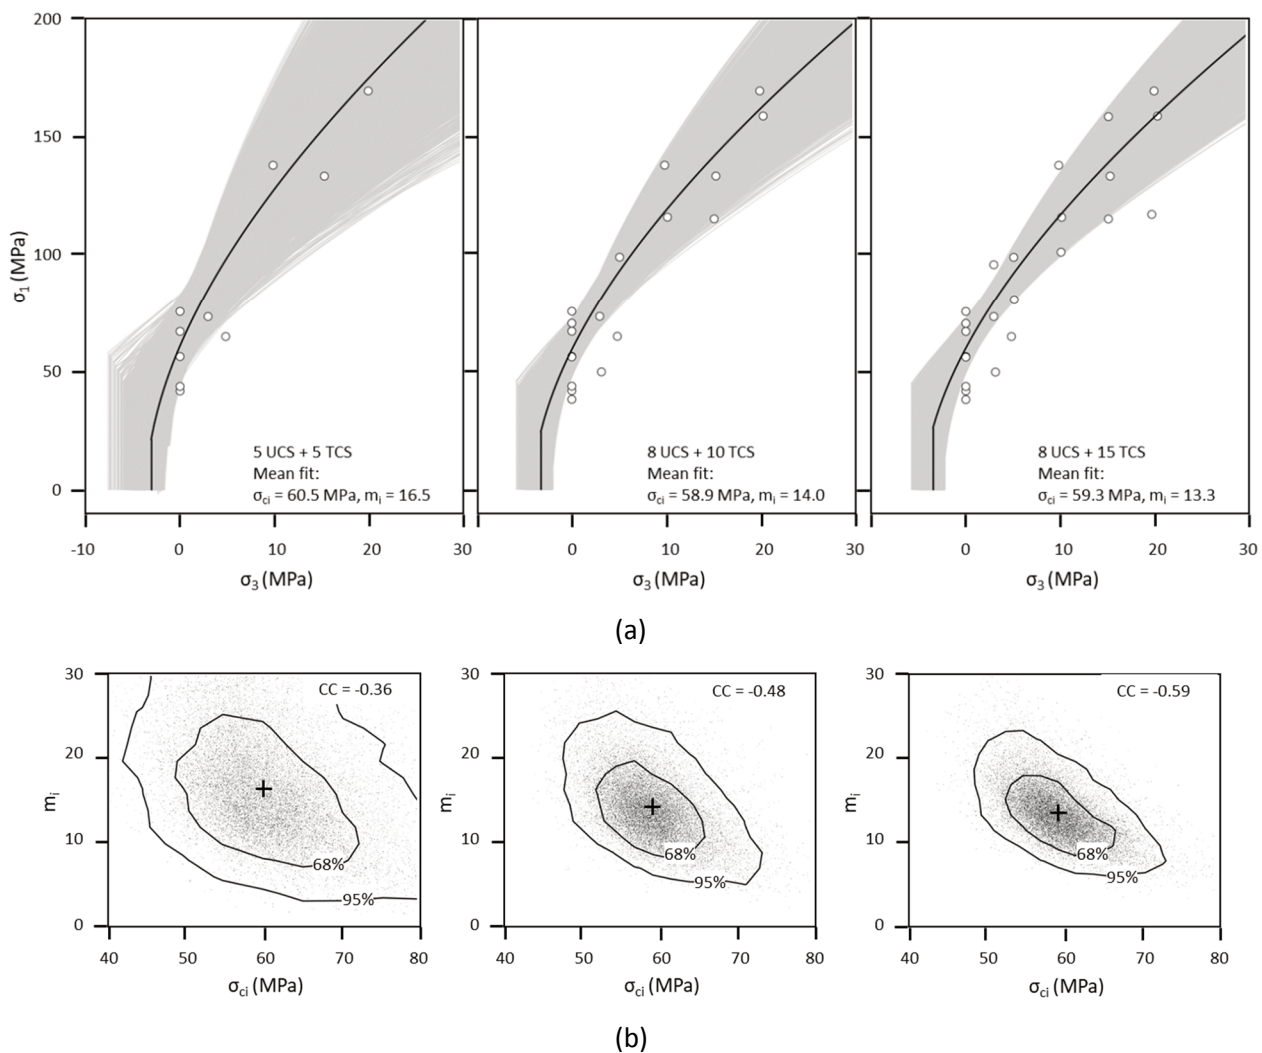 200
150
100
50
0
σ1 (MPa)
5 UCS + 5 TCS
Mean fit:
σci = 60.5 MPa, mi = 16.5
8 UCS + 10 TCS
Mean fit:
σci = 58.9 MPa, mi = 14.0
8 UCS + 15 TCS
Mean fit:
σci = 59.3 MPa, mi = 13.3
-10 0 10 20 30
0 10 20 30
0 10 20 30
σ3 (MPa)
σ3 (MPa)
σ3 (MPa)
(a)
30
20
10
0
mi
CC = -0.36
68%
95%
40 50 60 70 80
σci (MPa)
30
20
10
0
mi
CC = -0.48
68%
95%
40 50 60 70 80
σci (MPa)
30
20
10
0
mi
CC = -0.59
68%
95%
40 50 60 70 80
σci (MPa)
(b)